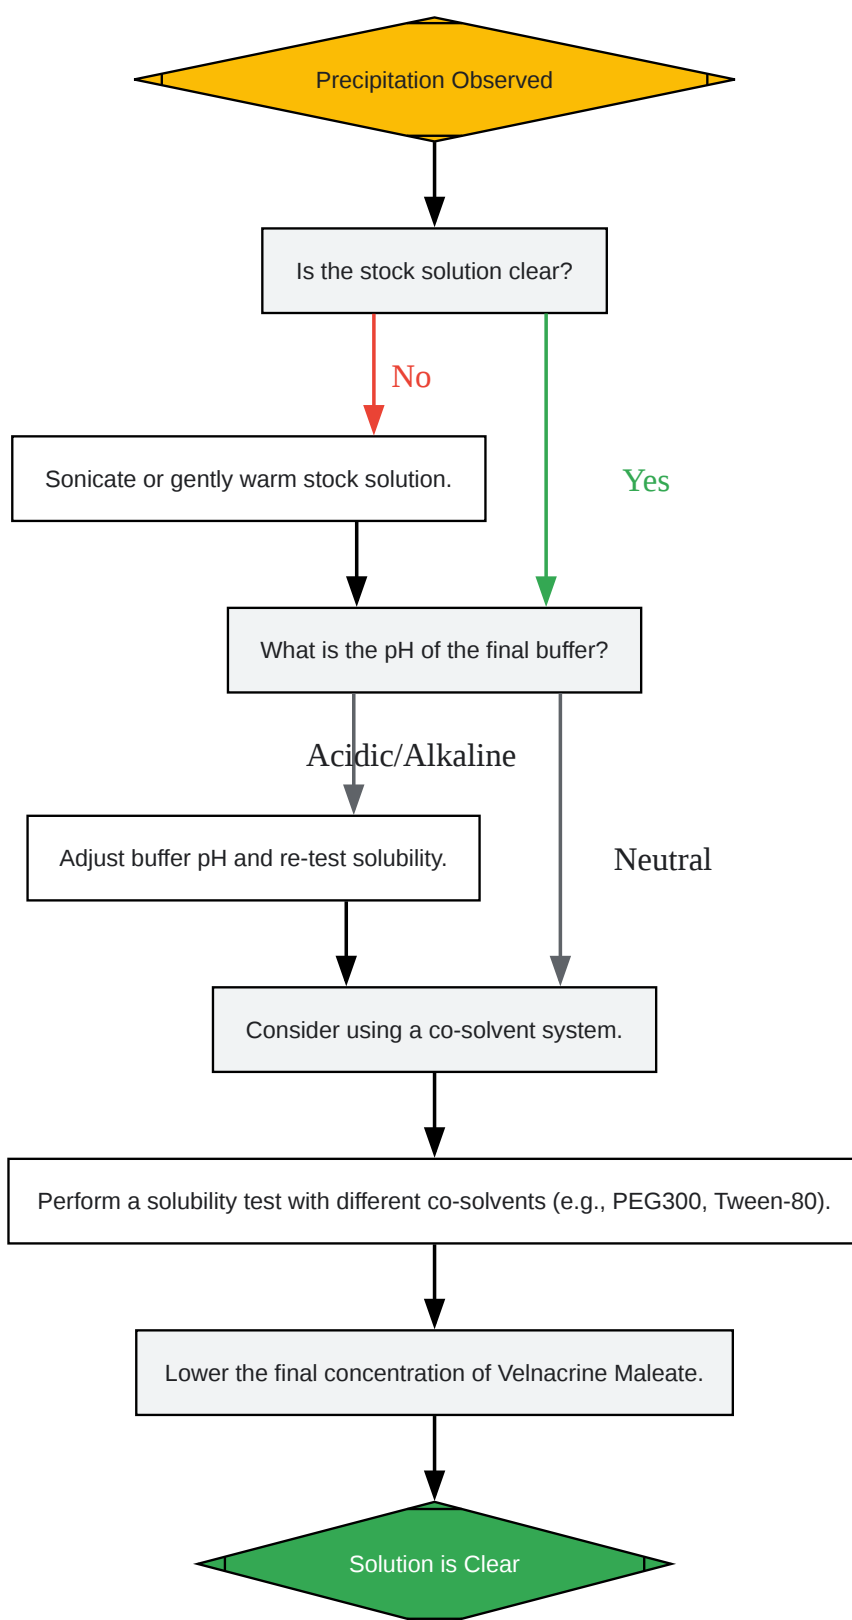 Precipitation Observed
Is the stock solution clear?
No
Sonicate or gently warm stock solution.
Yes
What is the pH of the final buffer?
Acidic/Alkaline
Adjust buffer pH and re-test solubility.
Neutral
Consider using a co-solvent system.
Perform a solubility test with different co-solvents (e.g., PEG300, Tween-80).
Lower the final concentration of Velnacrine Maleate.
Solution is Clear